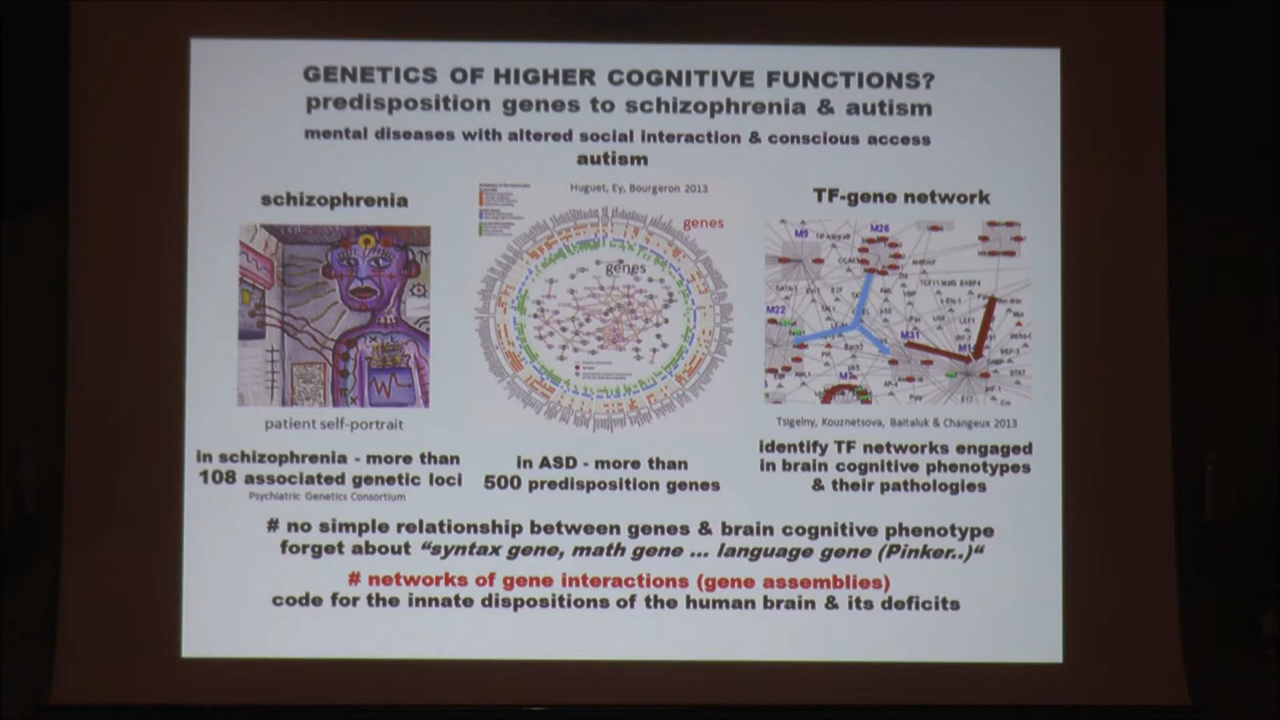 GENETICS OF HIGHER COGNITIVE FUNCTIONS?
predisposition genes to schizophrenia & autism
mental diseases with altered social interaction & conscious access
autism
schizophrenia
Huguet, Ey, Bourgeron 2013
genes
genes
TF-gene network
M9
M26
M22
M31
patient self-portrait
Tsigelny, Kouznetsova, Baitaluk & Changeux 2013
in schizophrenia - more than
108 associated genetic loci
Psychiatric Genetics Consortium
in ASD - more than
500 predisposition genes
identify TF networks engaged
in brain cognitive phenotypes
& their pathologies
# no simple relationship between genes & brain cognitive phenotype
forget about "syntax gene, math gene ... language gene (Pinker..)"
# networks of gene interactions (gene assemblies)
code for the innate dispositions of the human brain & its deficits